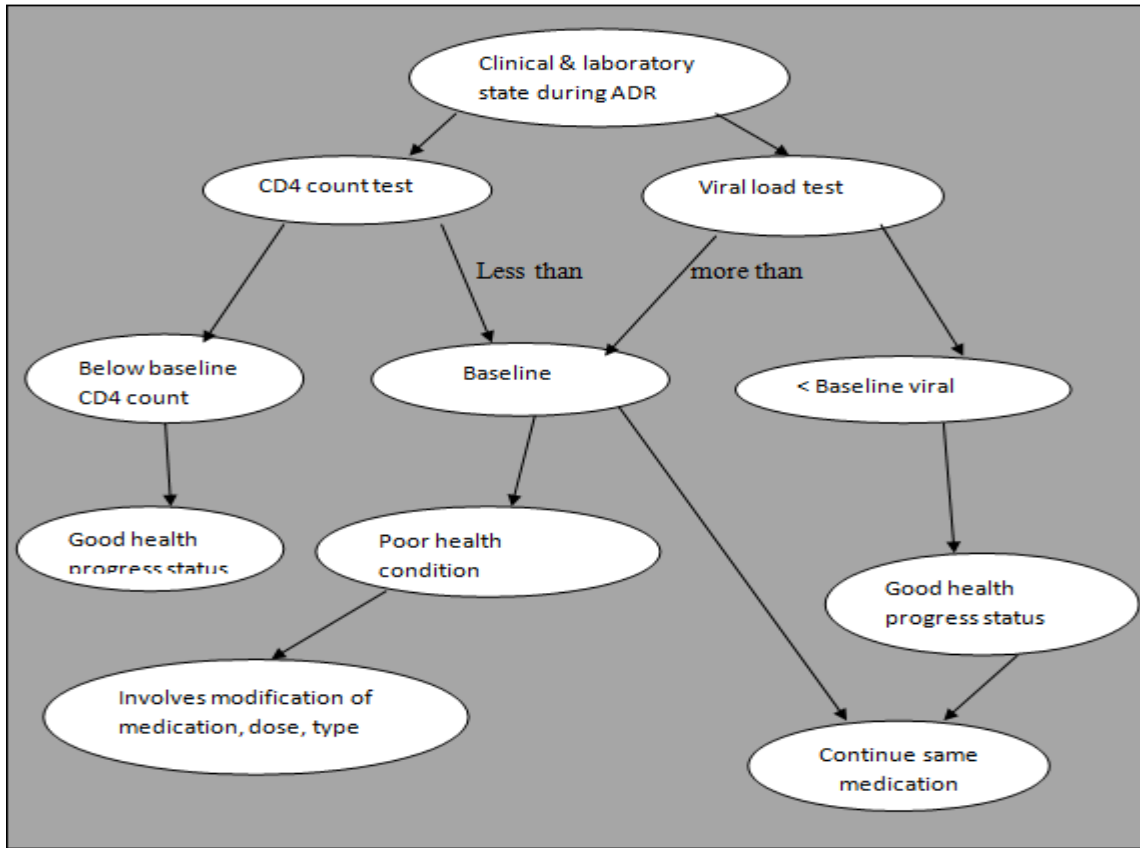 Clinical & laboratory
state during ADR
CD4 count test
Viral load test
Less than
more than
Below baseline
CD4 count
Baseline
< Baseline viral
Good health
progress status
Poor health
condition
Good health
progress status
Involves modification of
medication, dose, type
Continue same
medication